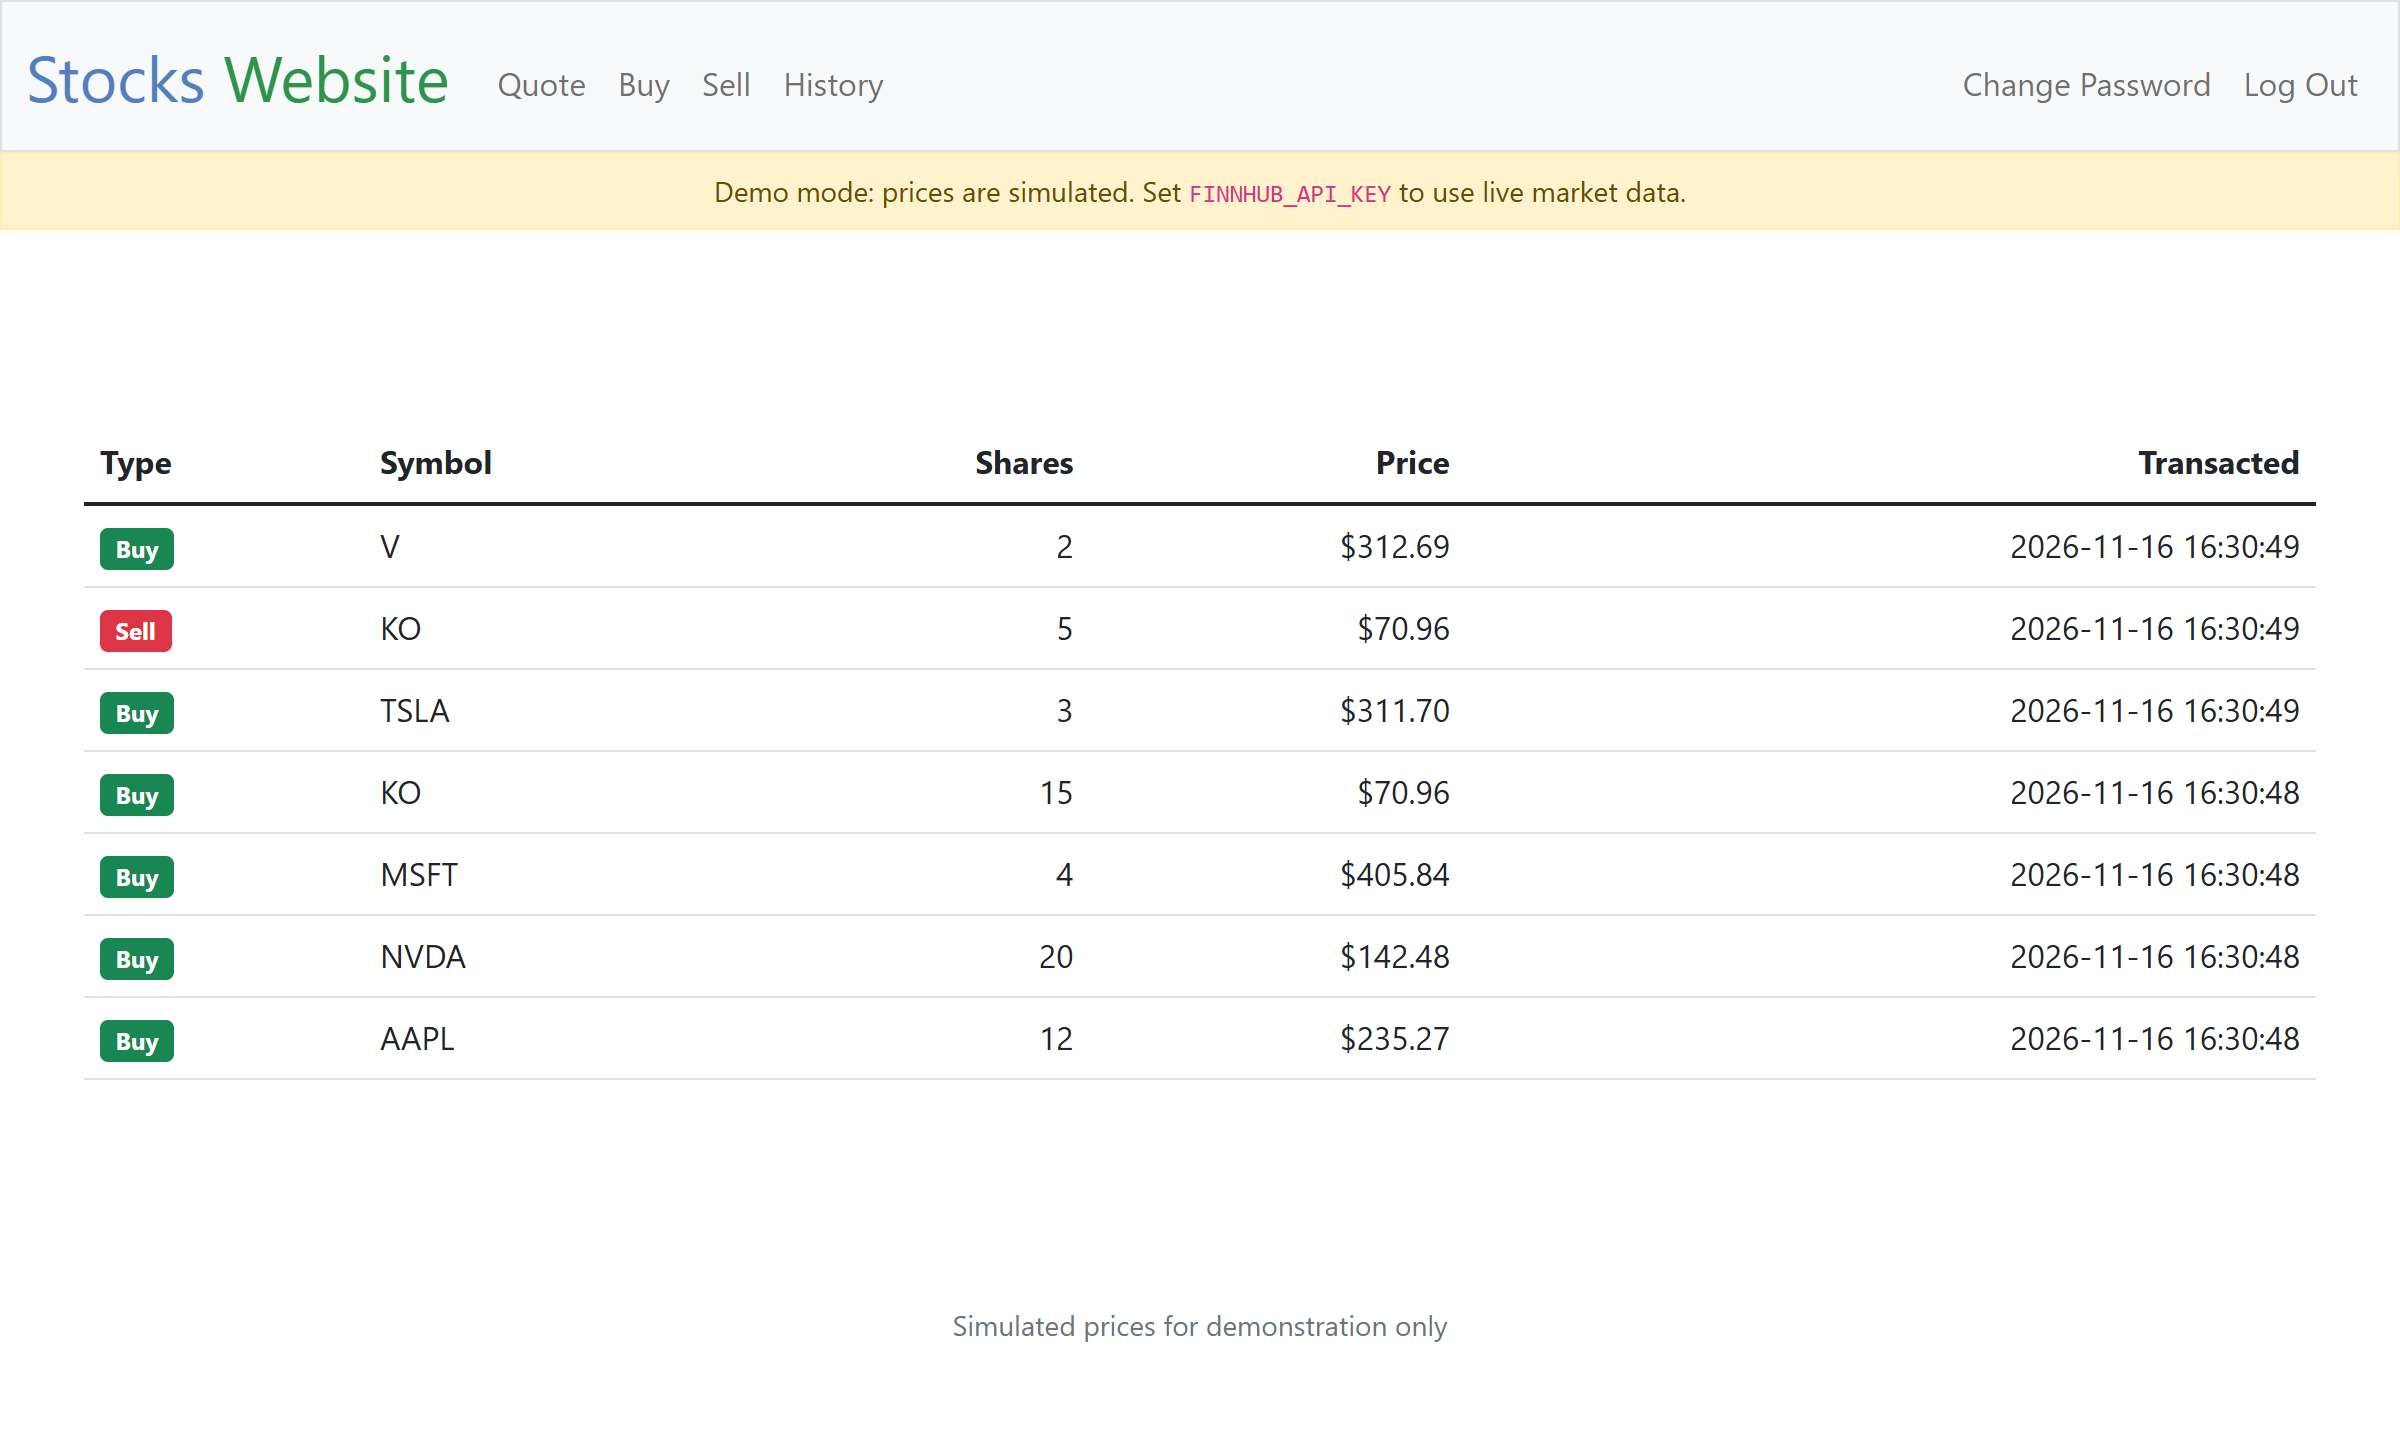 Stocks Website Quote Buy Sell History Change Password Log Out
Demo mode: prices are simulated. Set FINNHUB_API_KEY to use live market data.
Type Symbol Shares Price Transacted
Buy V 2 $312.69 2026-11-16 16:30:49
Sell KO 5 $70.96 2026-11-16 16:30:49
Buy TSLA 3 $311.70 2026-11-16 16:30:49
Buy KO 15 $70.96 2026-11-16 16:30:48
Buy MSFT 4 $405.84 2026-11-16 16:30:48
Buy NVDA 20 $142.48 2026-11-16 16:30:48
Buy AAPL 12 $235.27 2026-11-16 16:30:48
Simulated prices for demonstration only